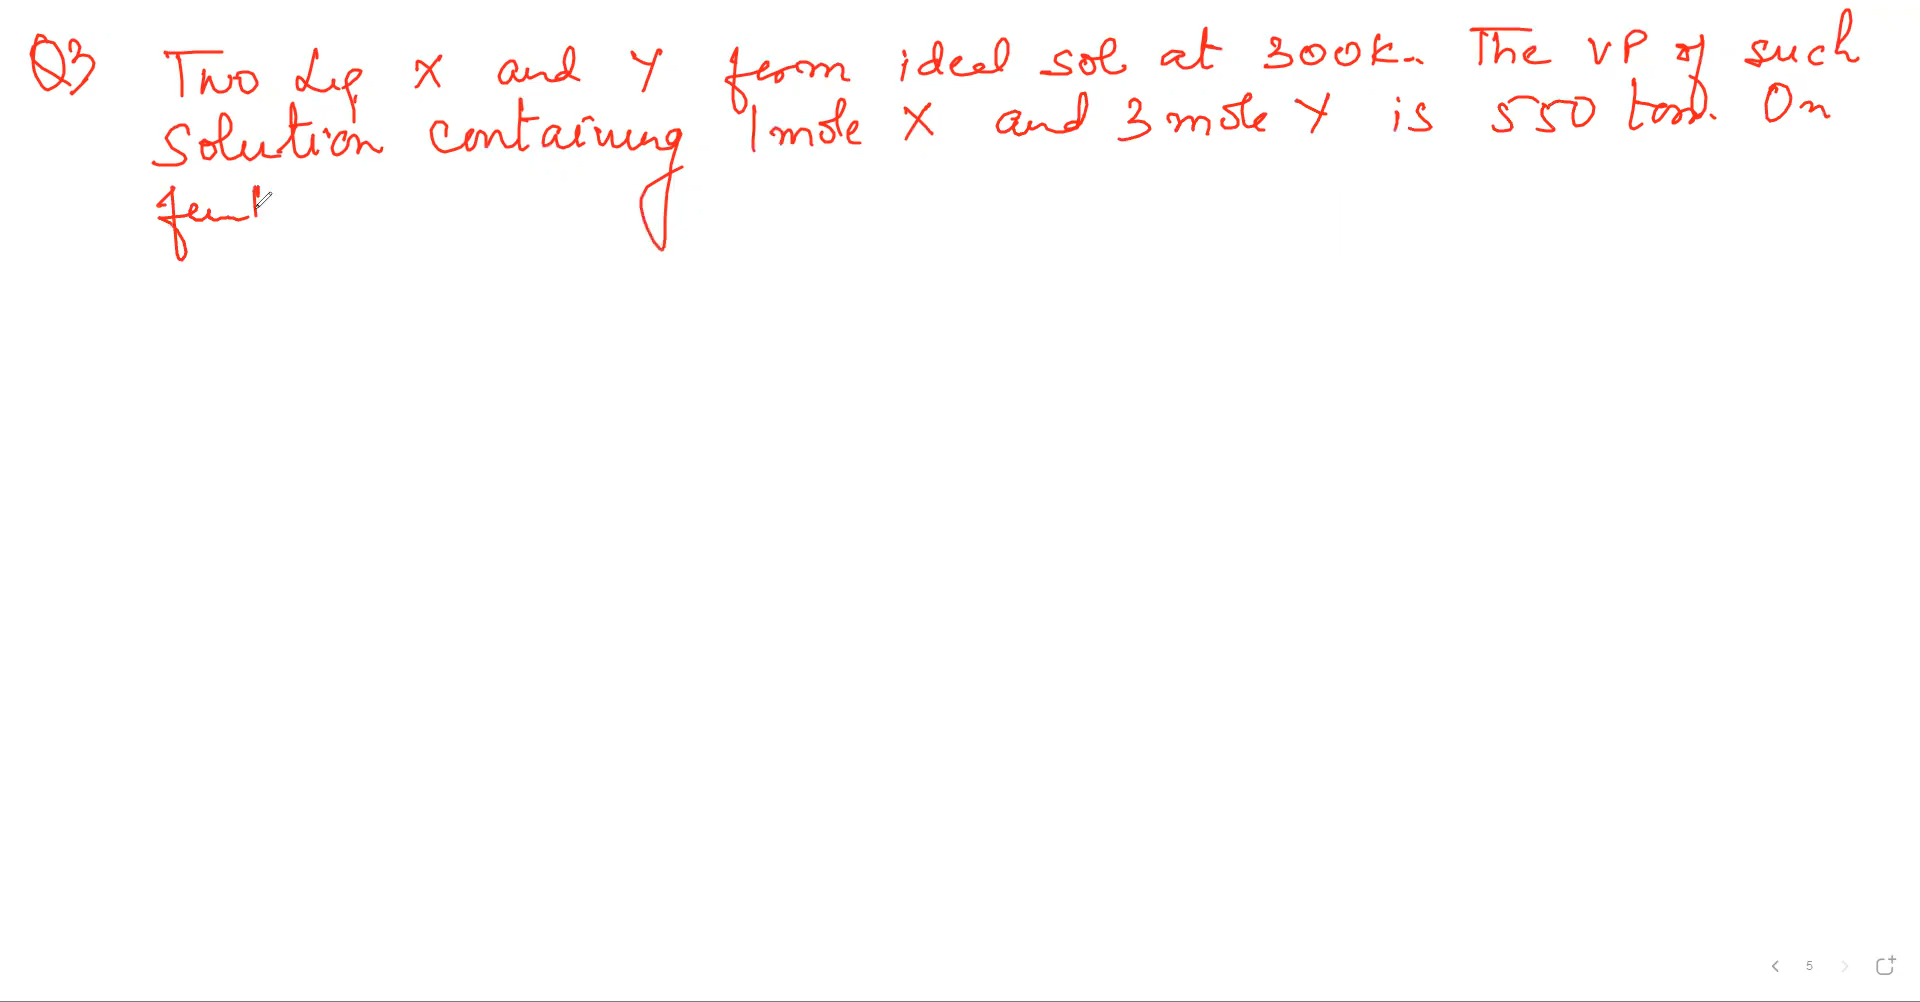 Q3 Two Liq X and Y form ideal sol at 300K. The VP of such
solution containing 1 mole X and 3 mole Y is 550 torr. On
5